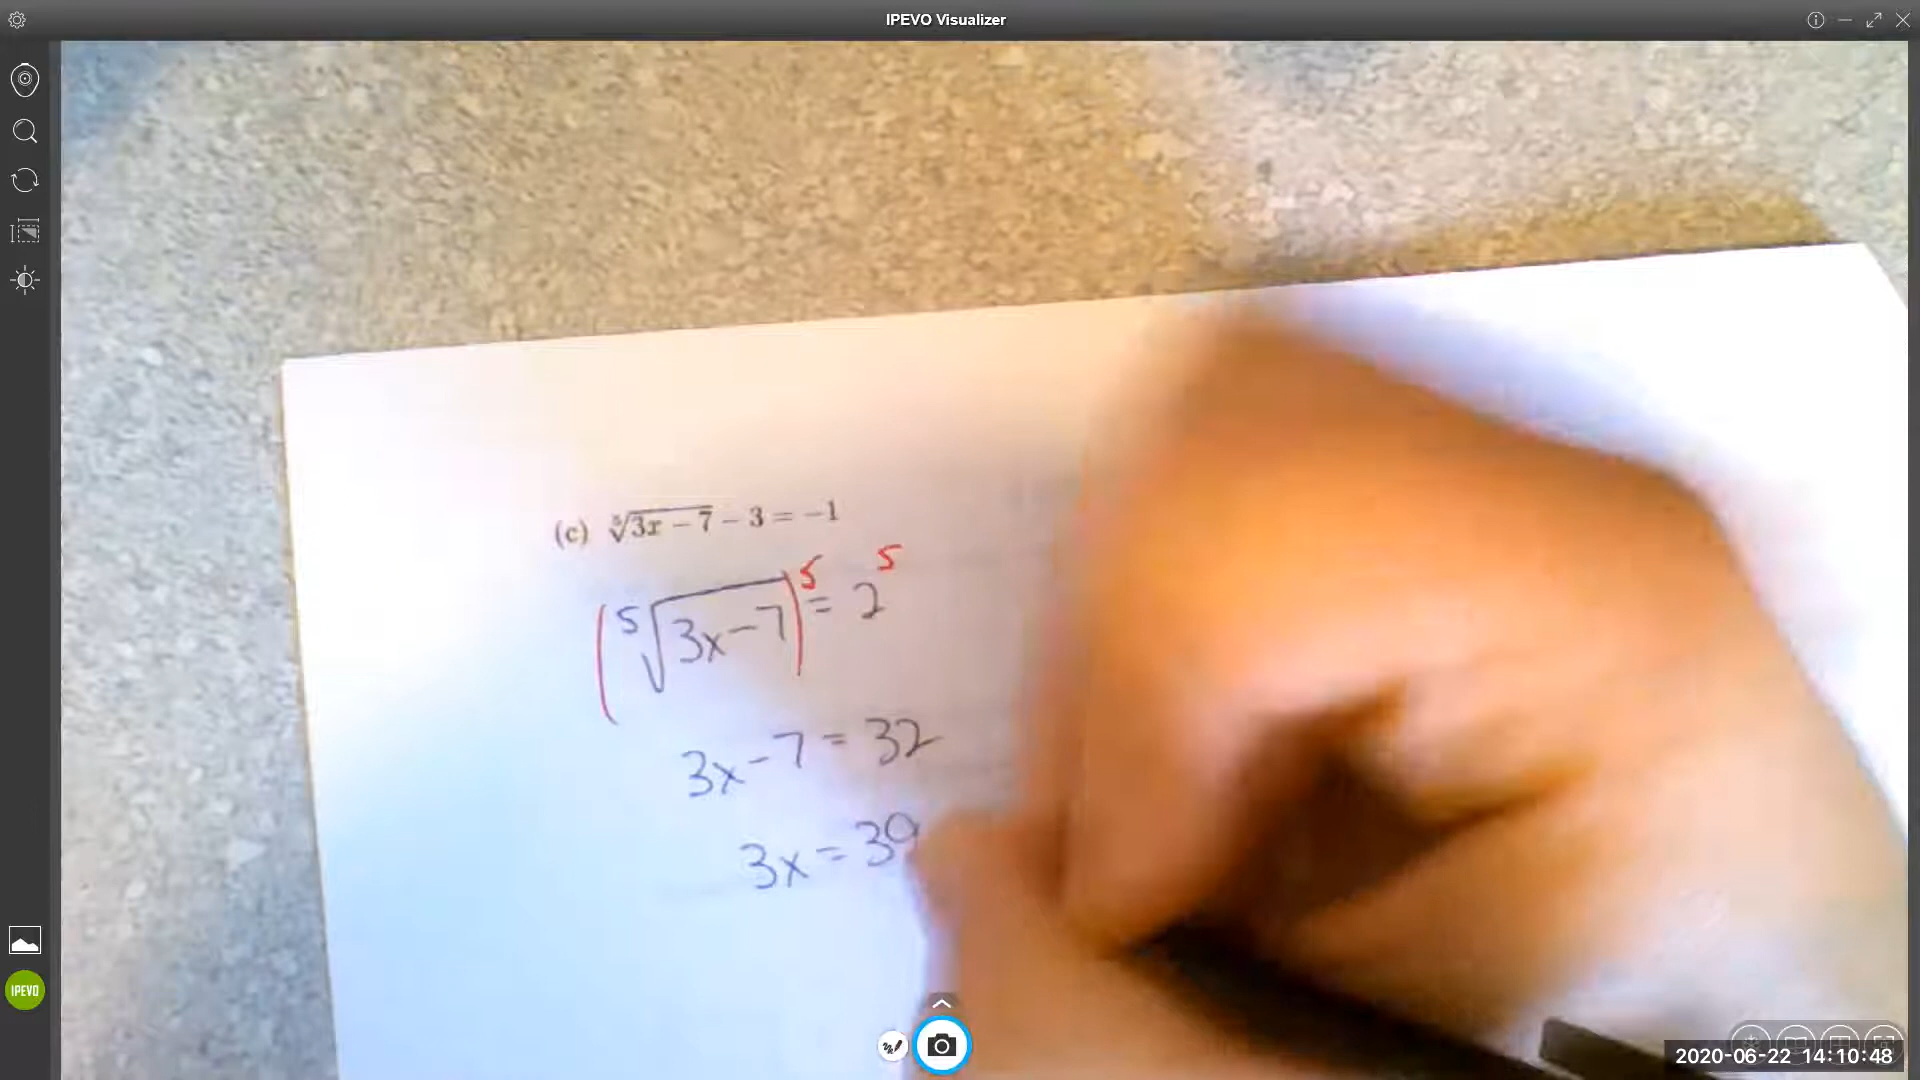 IPEVO Visualizer
(c) ⁵√(3x − 7) − 3 = −1
(⁵√(3x − 7))⁵ = 2⁵
3x − 7 = 32
3x = 39
IPEVO
2020-06-22 14:10:48